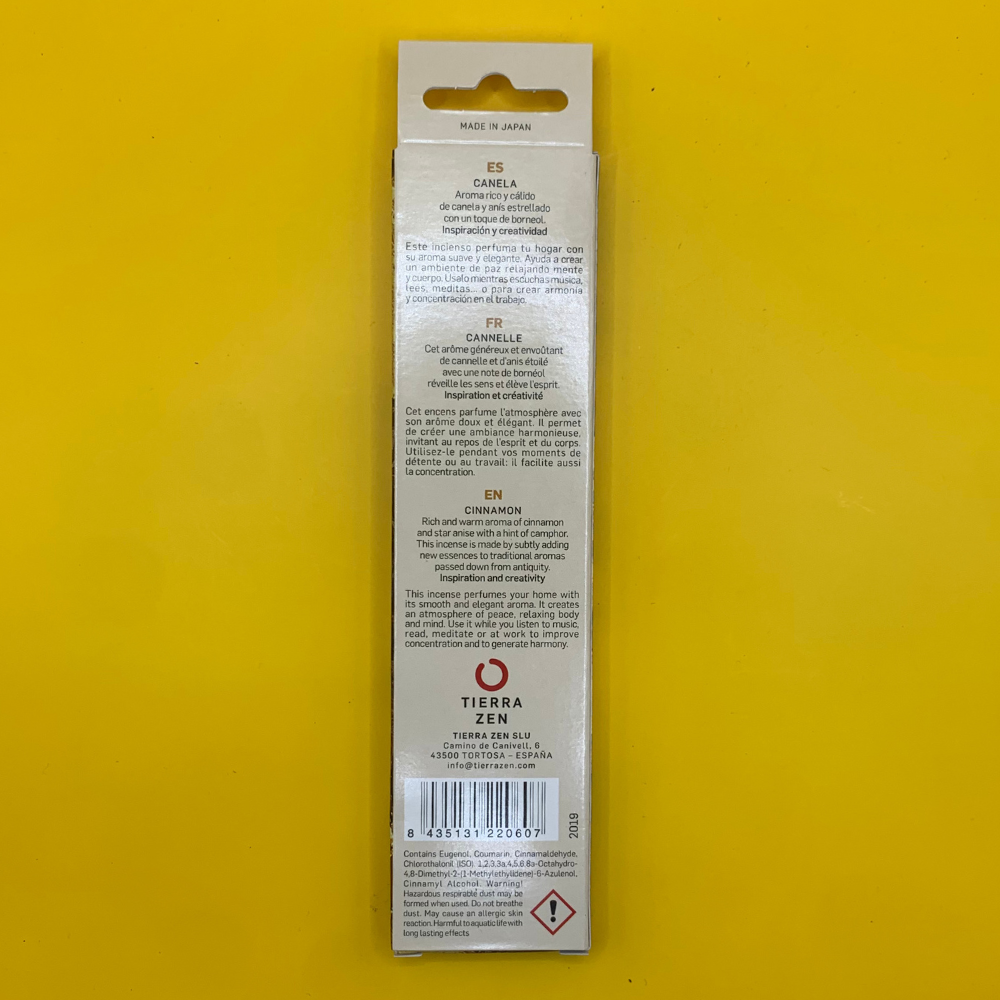 MADE IN JAPAN
ES
CANELA
Aroma rico y cálido
de canela y anís estrellado
con un toque de borneol.
Inspiración y creatividad
Este incienso perfuma tu hogar con
su aroma suave y elegante. Ayuda a crear
un ambiente de paz relajando mente
y cuerpo. Úsalo mientras escuchas música,
lees, meditas... o para crear armonía
y concentración en el trabajo.
FR
CANNELLE
Cet arôme généreux et envoûtant
de cannelle et d'anis étoilé
avec une note de bornéol
réveille les sens et élève l'esprit.
Inspiration et créativité
Cet encens parfume l'atmosphère avec
son arôme doux et élégant. Il permet
de créer une ambiance harmonieuse,
invitant au repos de l'esprit et du corps.
Utilisez-le pendant vos moments de
détente ou au travail: il facilite aussi
la concentration.
EN
CINNAMON
Rich and warm aroma of cinnamon
and star anise with a hint of camphor.
This incense is made by subtly adding
new essences to traditional aromas
passed down from antiquity.
Inspiration and creativity
This incense perfumes your home with
its smooth and elegant aroma. It creates
an atmosphere of peace, relaxing body
and mind. Use it while you listen to music,
read, meditate or at work to improve
concentration and to generate harmony.
TIERRA
ZEN
TIERRA ZEN SLU
Camino de Canivell, 6
43500 TORTOSA - ESPAÑA
info@tierrazen.com
8 435131 220607
2019
Contains Eugenol, Coumarin, Cinnamaldehyde,
Chlorothalonil (ISO), 1,2,3,3a,4,5,6,8a-Octahydro-
4,8-Dimethyl-2-(1-Methylethylidene)-6-Azulenol,
Cinnamyl Alcohol. Warning!
Hazardous respirable dust may be
formed when used. Do not breathe
dust. May cause an allergic skin
reaction. Harmful to aquatic life with
long lasting effects